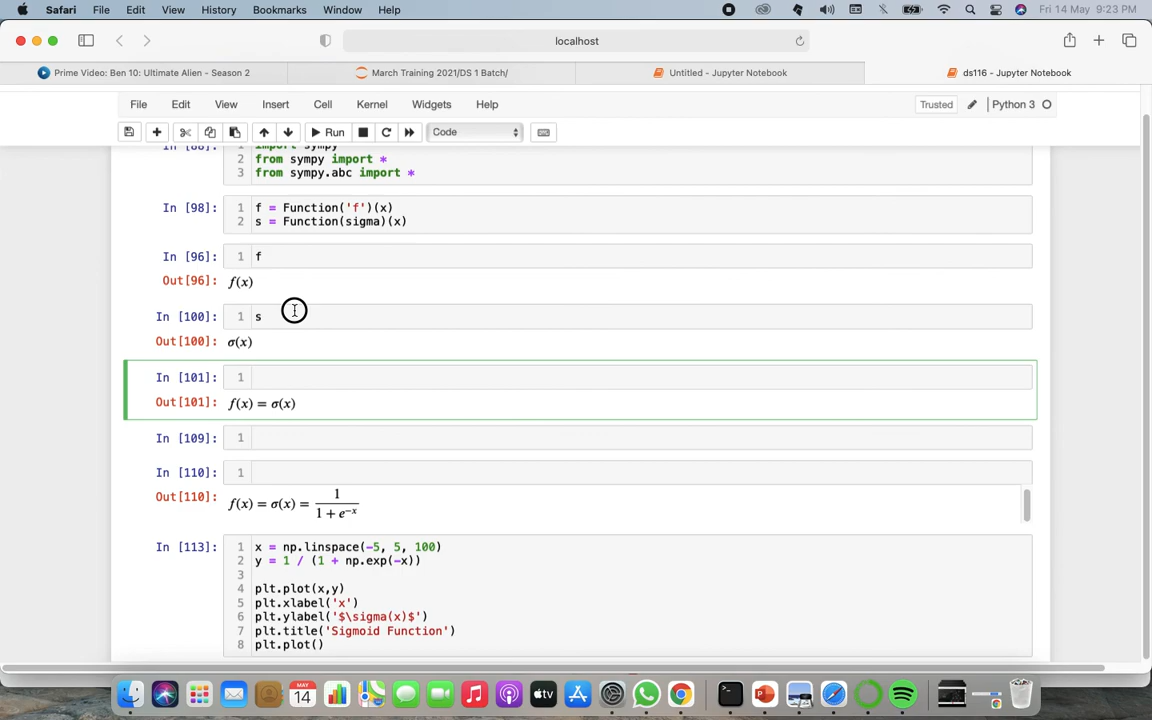 Safari File Edit View History Bookmarks Window Help Fri 14 May 9:23 PM
localhost
Prime Video: Ben 10: Ultimate Alien - Season 2 March Training 2021/DS 1 Batch/ Untitled - Jupyter Notebook ds116 - Jupyter Notebook
File Edit View Insert Cell Kernel Widgets Help Trusted Python 3
Run Code
1 import sympy
2 from sympy import *
3 from sympy.abc import *
In [98]: 1 f = Function('f')(x)
2 s = Function(sigma)(x)
In [96]: 1 f
Out[96]: f(x)
In [100]: 1 s
Out[100]: σ(x)
In [101]: 1
Out[101]: f(x) = σ(x)
In [109]: 1
In [110]: 1
Out[110]: f(x) = σ(x) = 1 / 1 + e^−x
In [113]: 1 x = np.linspace(-5, 5, 100)
2 y = 1 / (1 + np.exp(-x))
3
4 plt.plot(x,y)
5 plt.xlabel('x')
6 plt.ylabel('$\sigma(x)$')
7 plt.title('Sigmoid Function')
8 plt.plot()
MAY
14
tv